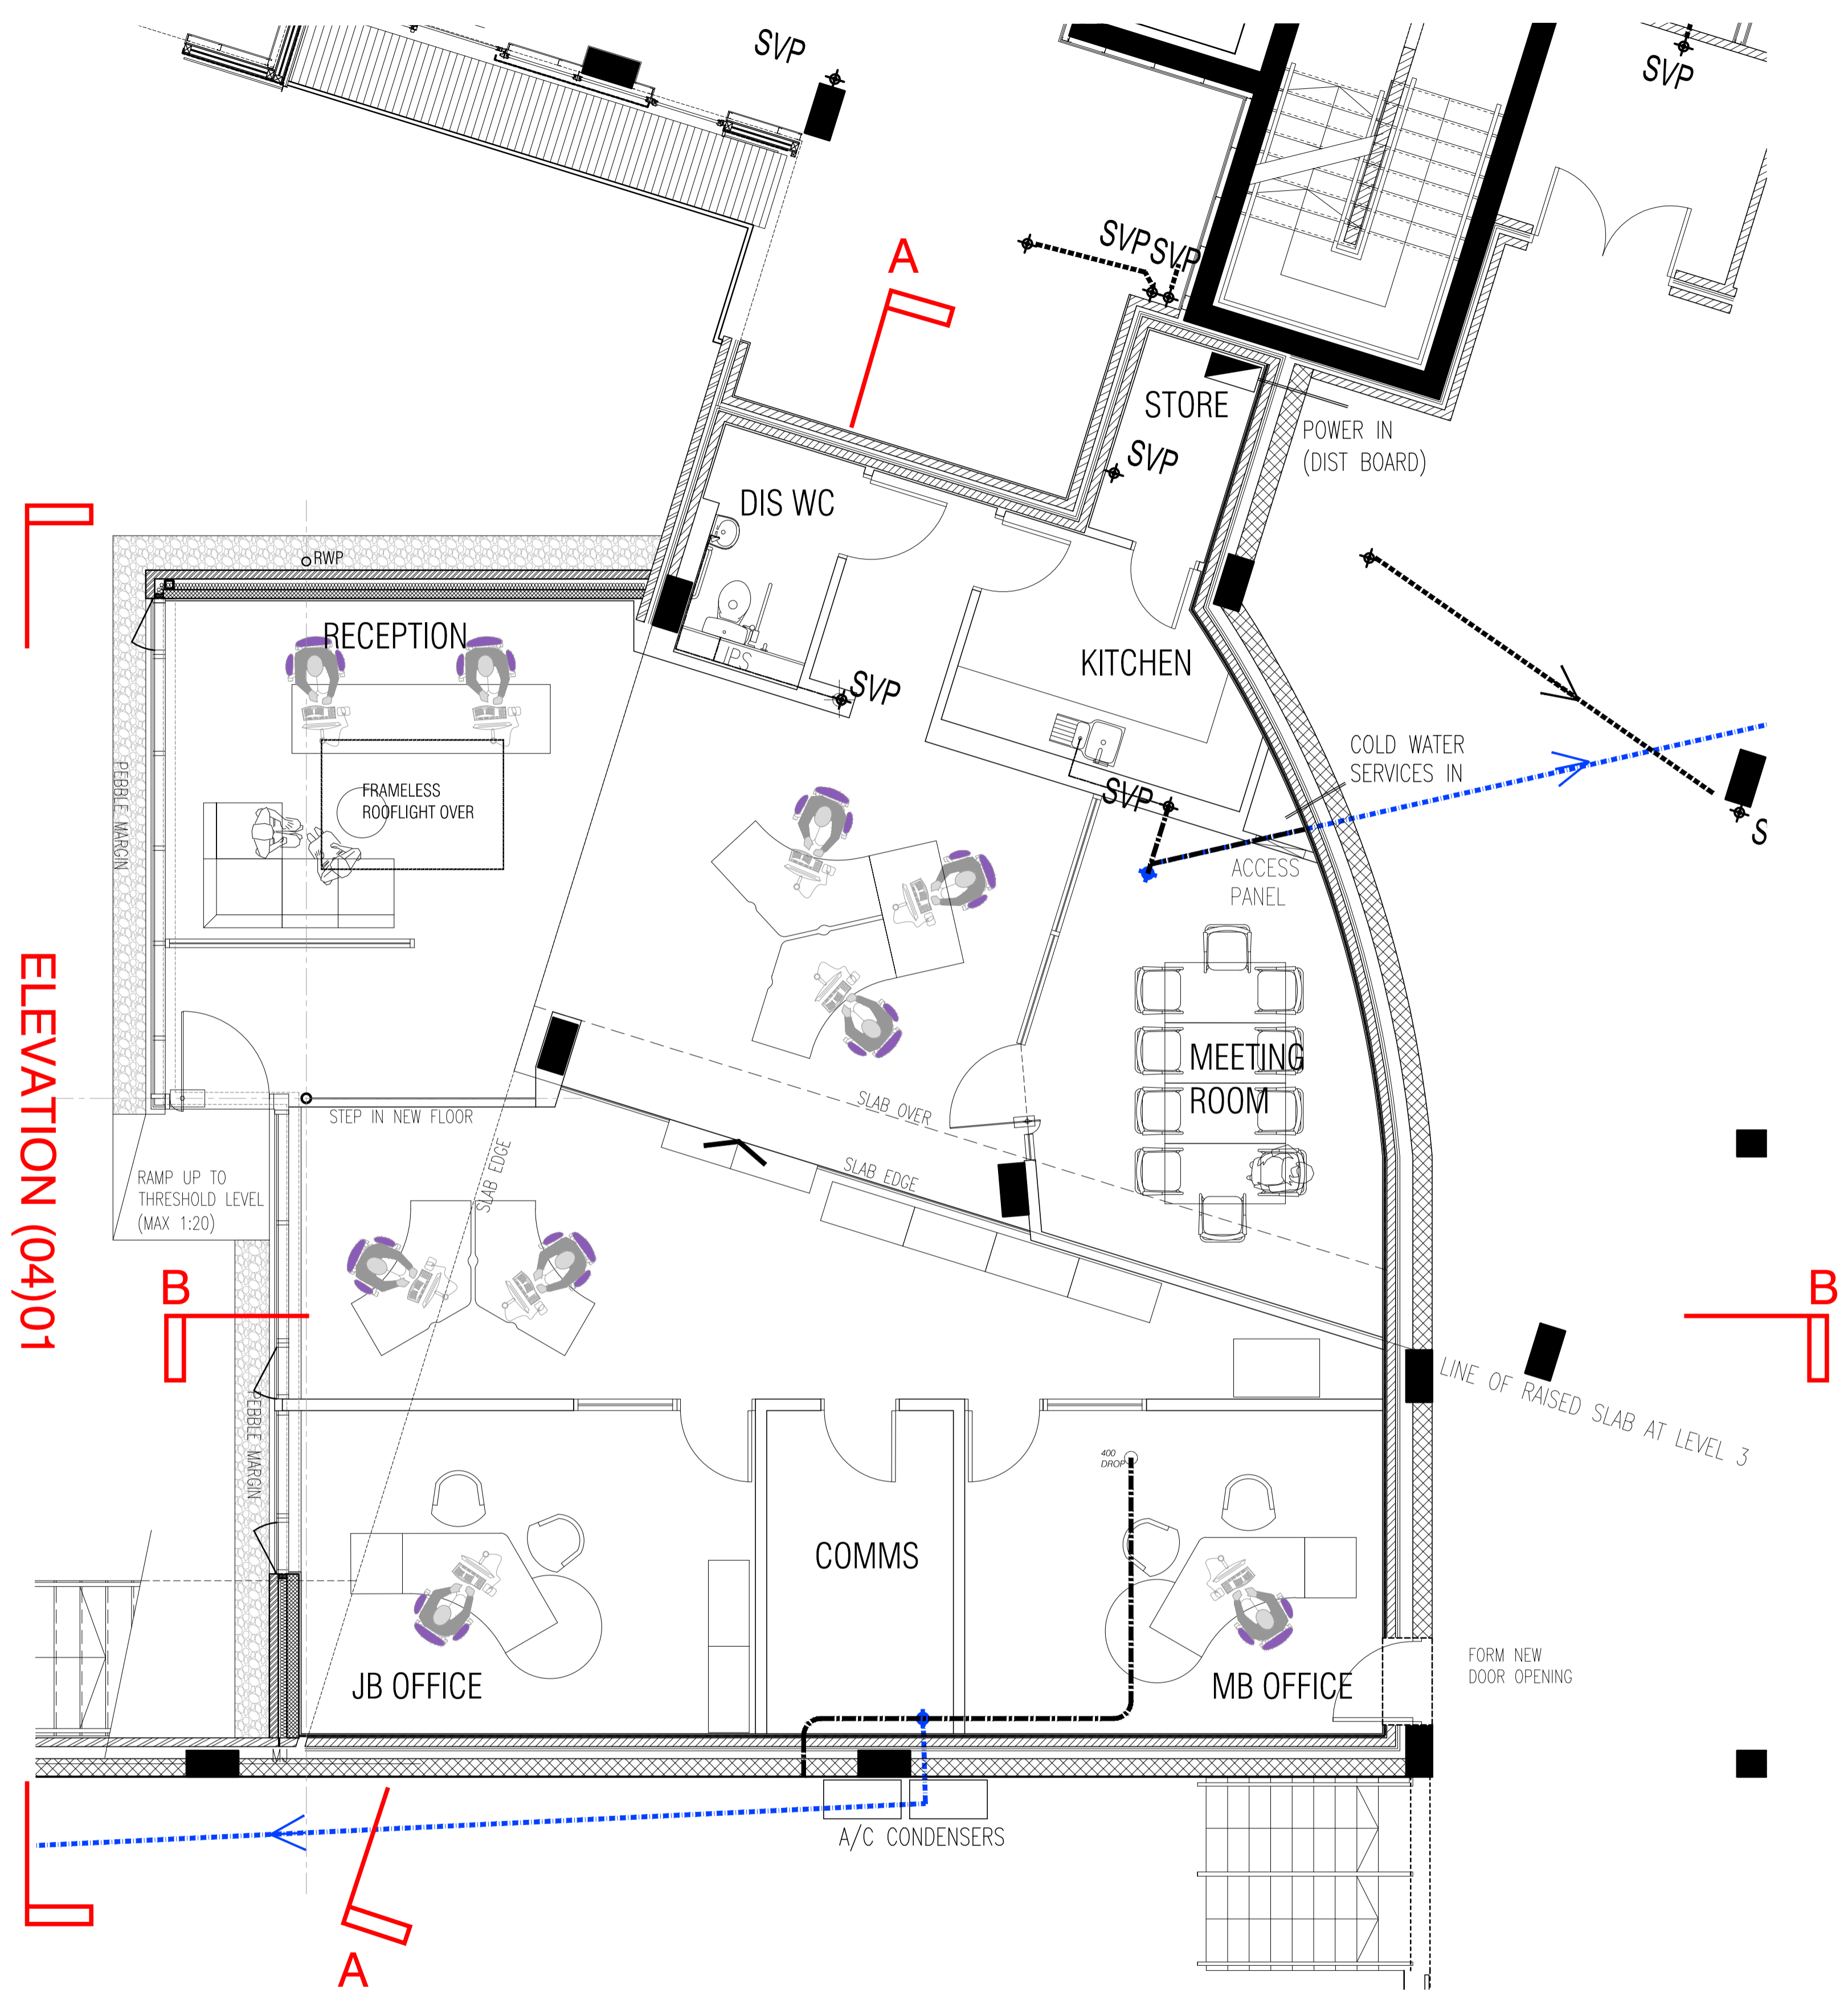 SVP
SVP
SVP
SVP
A
STORE
POWER IN
(DIST BOARD)
SVP
DIS WC
RWP
RECEPTION
IPS
KITCHEN
SVP
COLD WATER
SERVICES IN
PEBBLE MARGIN
FRAMELESS
ROOFLIGHT OVER
SVP
S
ACCESS
PANEL
ELEVATION (04)01
MEETING
ROOM
SLAB OVER
STEP IN NEW FLOOR
SLAB EDGE
SLAB EDGE
RAMP UP TO
THRESHOLD LEVEL
(MAX 1:20)
B
B
LINE OF RAISED SLAB AT LEVEL 3
PEBBLE MARGIN
400
DROP
COMMS
JB OFFICE
MB OFFICE
FORM NEW
DOOR OPENING
MJ
A/C CONDENSERS
A